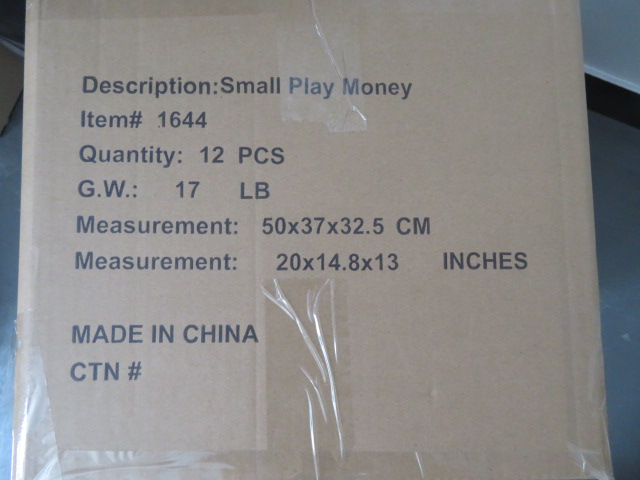 Description:Small Play Money
Item# 1644
Quantity: 12 PCS
G.W.: 17 LB
Measurement: 50x37x32.5 CM
Measurement: 20x14.8x13 INCHES
MADE IN CHINA
CTN #